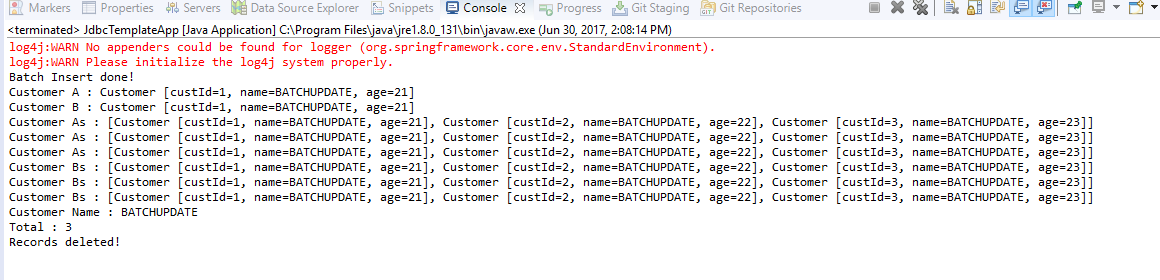 Markers Properties Servers Data Source Explorer Snippets Console Progress Git Staging Git Repositories
<terminated> JdbcTemplateApp [Java Application] C:\Program Files\java\jre1.8.0_131\bin\javaw.exe (Jun 30, 2017, 2:08:14 PM)
log4j:WARN No appenders could be found for logger (org.springframework.core.env.StandardEnvironment).
log4j:WARN Please initialize the log4j system properly.
Batch Insert done!
Customer A : Customer [custId=1, name=BATCHUPDATE, age=21]
Customer B : Customer [custId=1, name=BATCHUPDATE, age=21]
Customer As : [Customer [custId=1, name=BATCHUPDATE, age=21], Customer [custId=2, name=BATCHUPDATE, age=22], Customer [custId=3, name=BATCHUPDATE, age=23]]
Customer As : [Customer [custId=1, name=BATCHUPDATE, age=21], Customer [custId=2, name=BATCHUPDATE, age=22], Customer [custId=3, name=BATCHUPDATE, age=23]]
Customer As : [Customer [custId=1, name=BATCHUPDATE, age=21], Customer [custId=2, name=BATCHUPDATE, age=22], Customer [custId=3, name=BATCHUPDATE, age=23]]
Customer Bs : [Customer [custId=1, name=BATCHUPDATE, age=21], Customer [custId=2, name=BATCHUPDATE, age=22], Customer [custId=3, name=BATCHUPDATE, age=23]]
Customer Bs : [Customer [custId=1, name=BATCHUPDATE, age=21], Customer [custId=2, name=BATCHUPDATE, age=22], Customer [custId=3, name=BATCHUPDATE, age=23]]
Customer Bs : [Customer [custId=1, name=BATCHUPDATE, age=21], Customer [custId=2, name=BATCHUPDATE, age=22], Customer [custId=3, name=BATCHUPDATE, age=23]]
Customer Name : BATCHUPDATE
Total : 3
Records deleted!